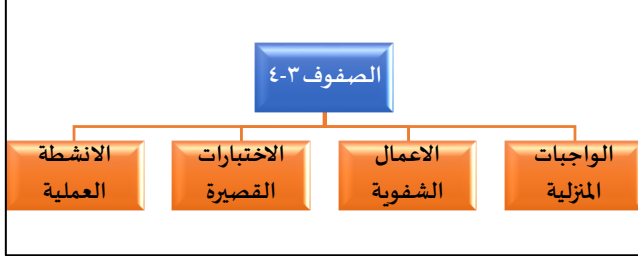 الصفوف ٣-٤
الواجبات
المنزلية
الاعمال
الشفوية
الاختبارات
القصيرة
الانشطة
العملية